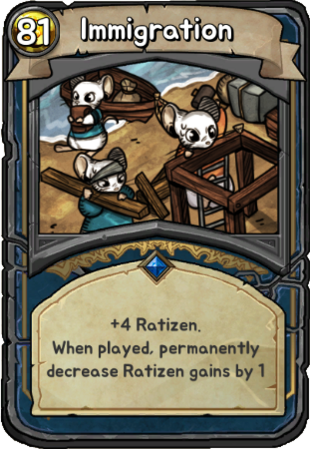 81
Immigration
+4 Ratizen.
When played, permanently
decrease Ratizen gains by 1